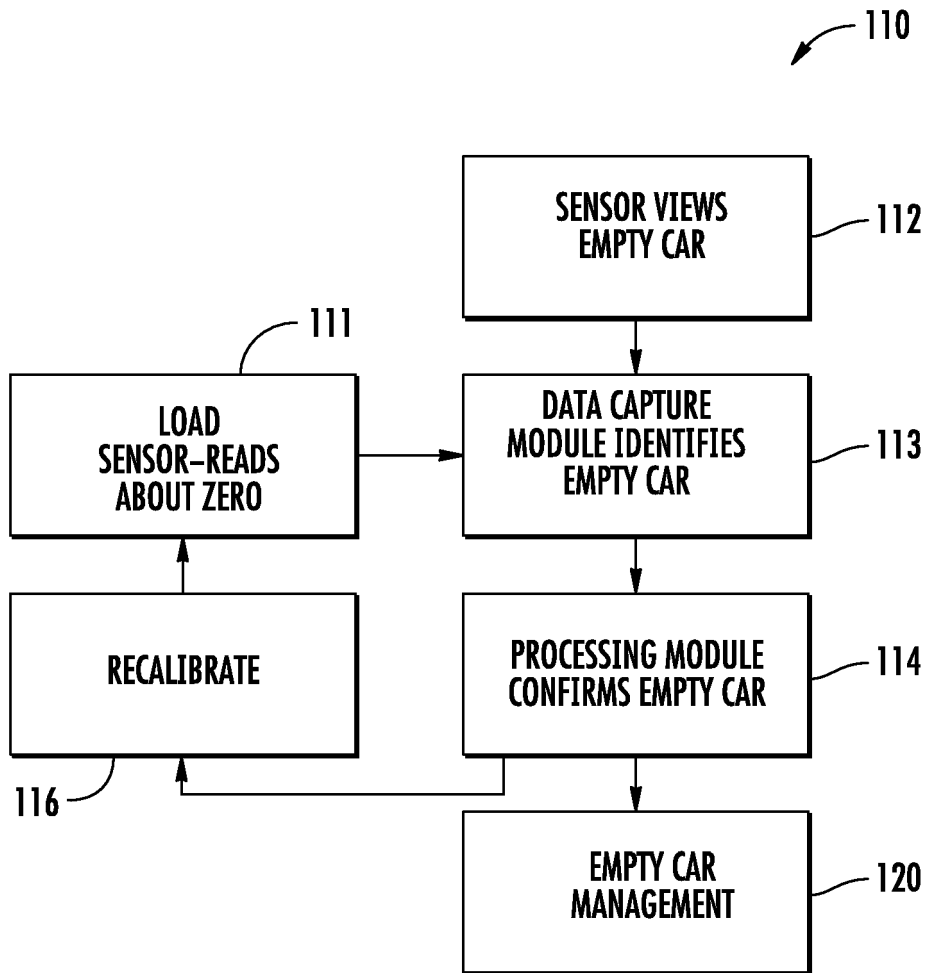 110
SENSOR VIEWS
EMPTY CAR
112
111
LOAD
SENSOR–READS
ABOUT ZERO
DATA CAPTURE
MODULE IDENTIFIES
EMPTY CAR
113
RECALIBRATE
116
PROCESSING MODULE
CONFIRMS EMPTY CAR
114
EMPTY CAR
MANAGEMENT
120